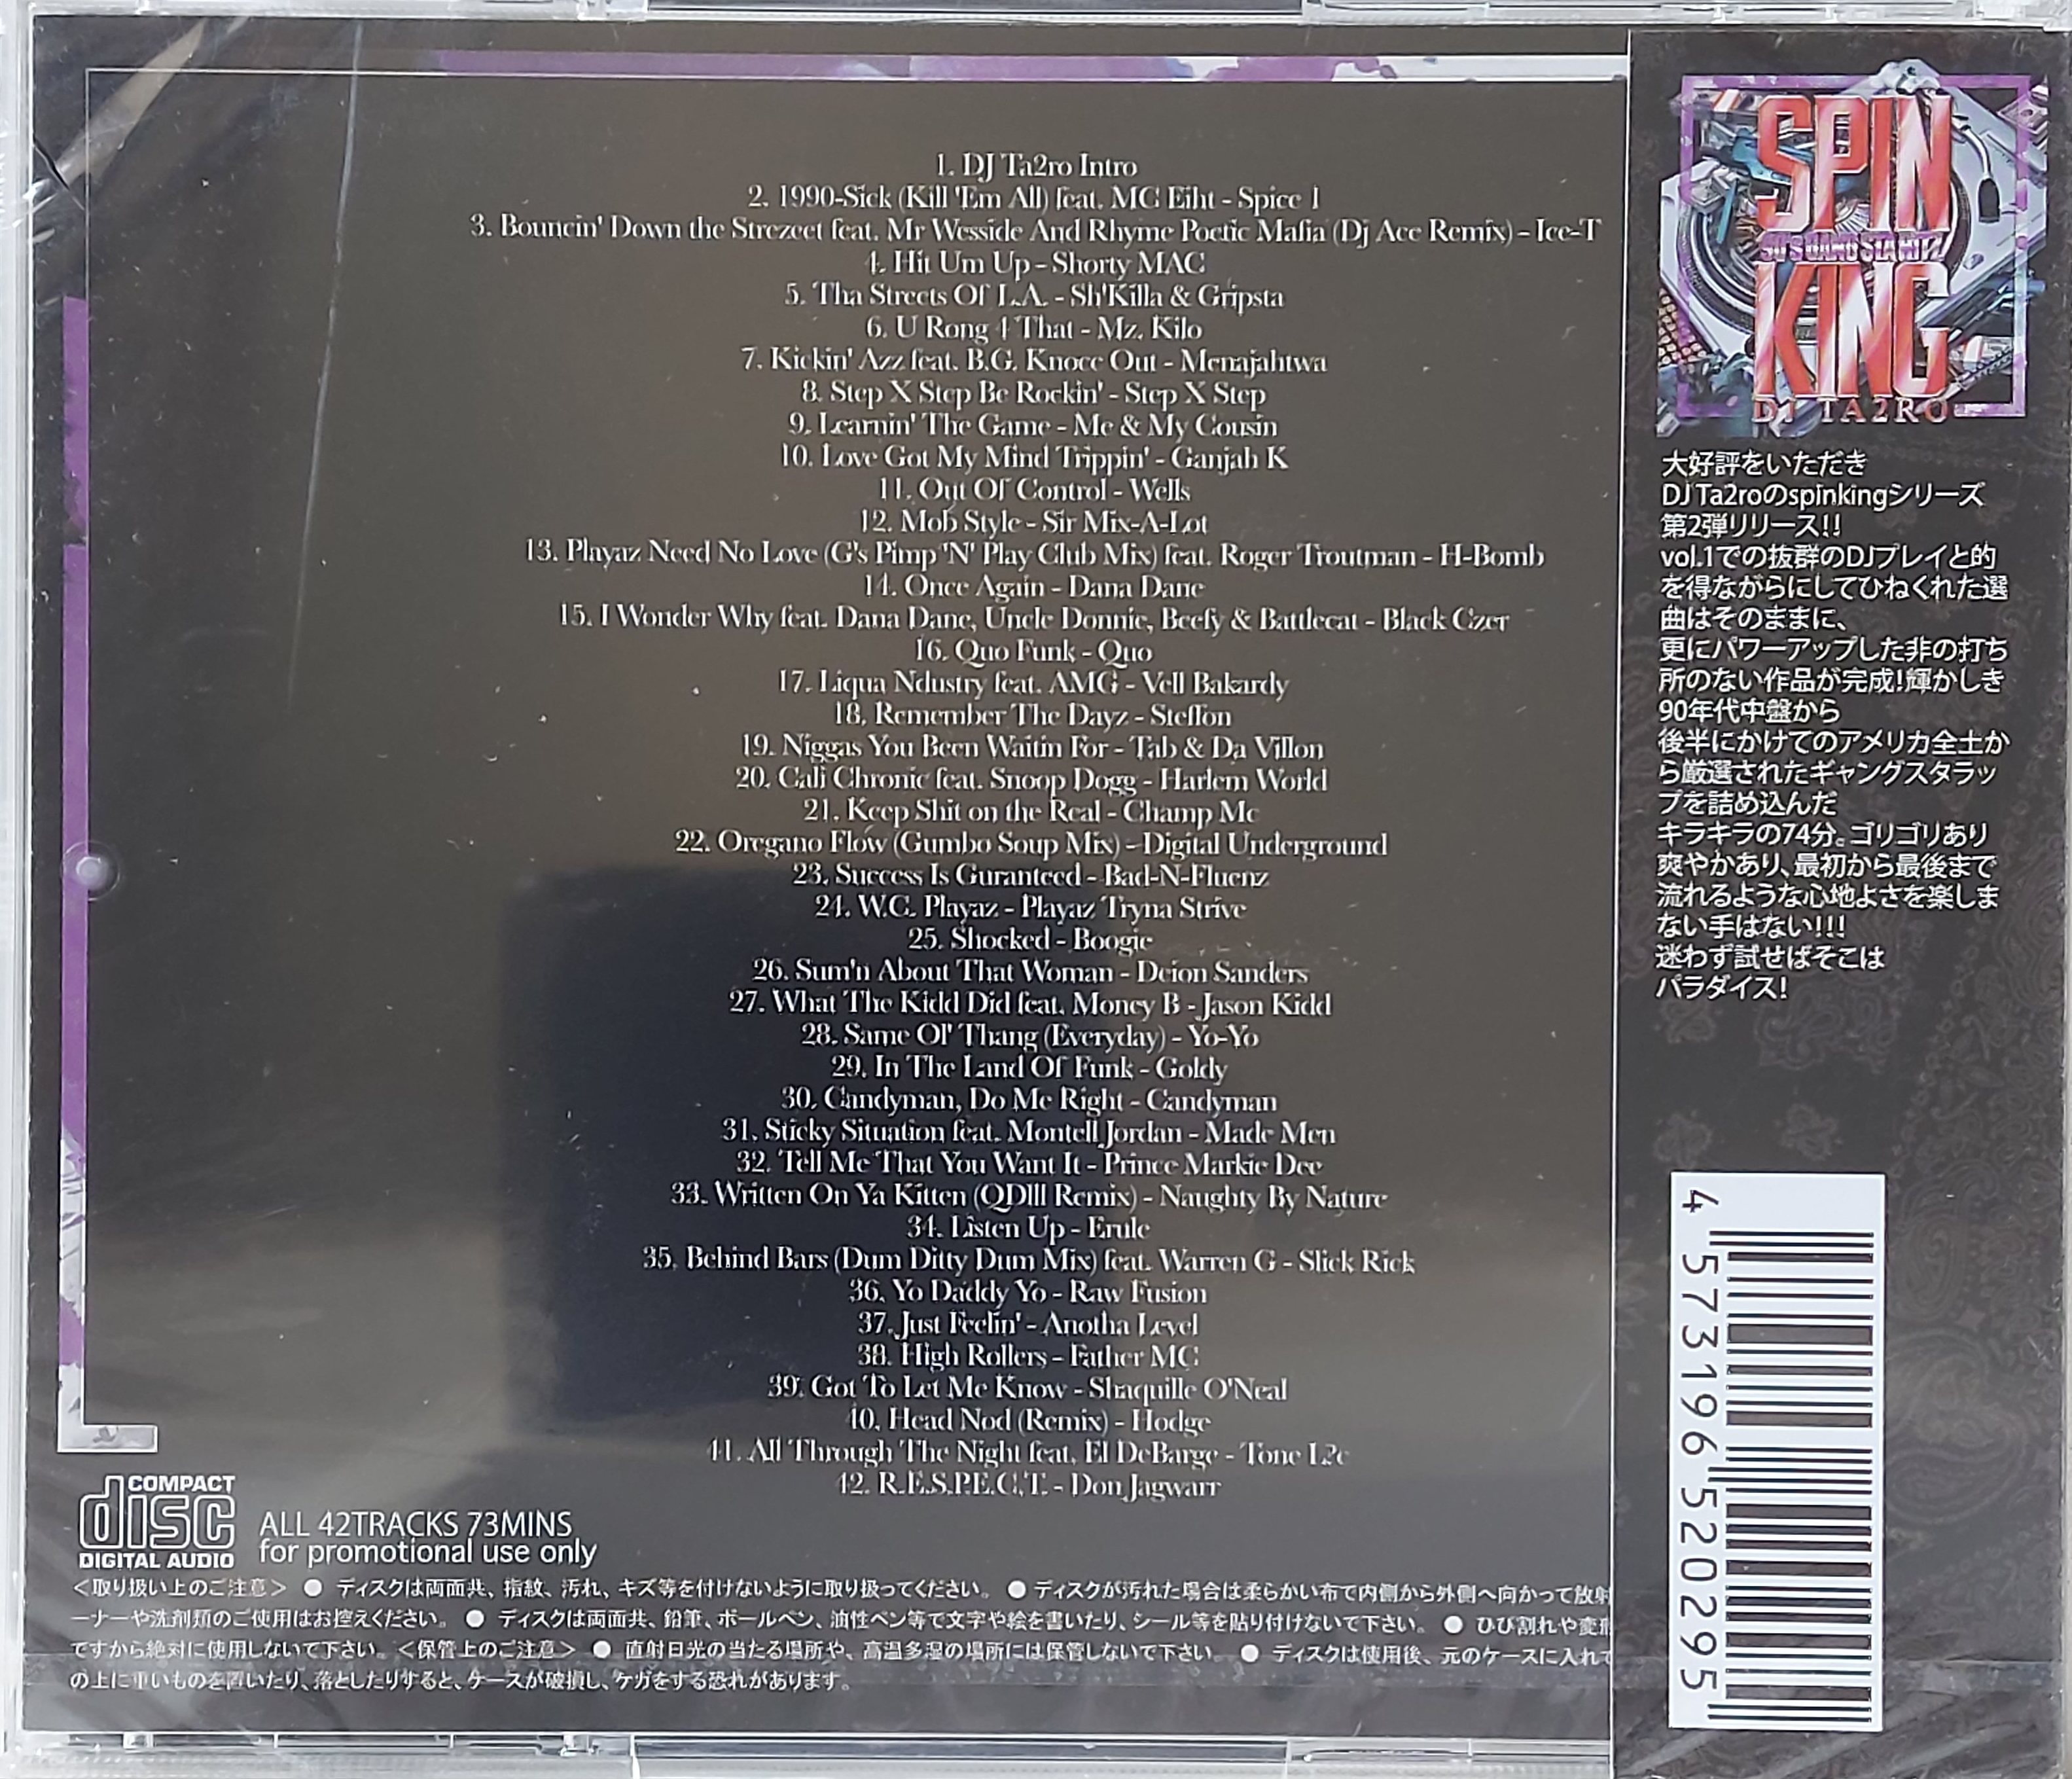 1. DJ Ta2ro Intro
2. 1990-Sick (Kill 'Em All) feat. MC Eiht - Spice 1
3. Bouncin' Down the Strezeet feat. Mr Wesside And Rhyme Poetic Mafia (Dj Ace Remix) - Ice-T
4. Hit Um Up - Shorty MAC
5. Tha Streets Of L.A. - Sh'Killa & Gripsta
6. U Rong 4 That - Mz. Kilo
7. Kickin' Azz feat. B.G. Knocc Out - Menajahtwa
8. Step X Step Be Rockin' - Step X Step
9. Learnin' The Game - Me & My Cousin
10. Love Got My Mind Trippin' - Ganjah K
11. Out Of Control - Wells
12. Mob Style - Sir Mix-A-Lot
13. Playaz Need No Love (G's Pimp 'N' Play Club Mix) feat. Roger Troutman - H-Bomb
14. Once Again - Dana Dane
15. I Wonder Why feat. Dana Dane, Uncle Donnie, Beefy & Battlecat - Black Czer
16. Quo Funk - Quo
17. Liqua Ndustry feat. AMG - Vell Bakardy
18. Remember The Dayz - Steffon
19. Niggas You Been Waitin For - Tab & Da Villon
20. Cali Chronic feat. Snoop Dogg - Harlem World
21. Keep Shit on the Real - Champ Mc
22. Oregano Flow (Gumbo Soup Mix) - Digital Underground
23. Success Is Guranteed - Bad-N-Fluenz
24. W.C. Playaz - Playaz Tryna Strive
25. Shocked - Boogie
26. Sum'n About That Woman - Deion Sanders
27. What The Kidd Did feat. Money B - Jason Kidd
28. Same Ol' Thang (Everyday) - Yo-Yo
29. In The Land Of Funk - Goldy
30. Candyman, Do Me Right - Candyman
31. Sticky Situation feat. Montell Jordan - Made Men
32. Tell Me That You Want It - Prince Markie Dee
33. Written On Ya Kitten (QDIII Remix) - Naughty By Nature
34. Listen Up - Erule
35. Behind Bars (Dum Ditty Dum Mix) feat. Warren G - Slick Rick
36. Yo Daddy Yo - Raw Fusion
37. Just Feelin' - Anotha Level
38. High Rollers - Father MC
39. Got To Let Me Know - Shaquille O'Neal
40. Head Nod (Remix) - Hodge
41. All Through The Night feat. El DeBarge - Tone L?c
42. R.E.S.P.E.C.T. - Don Jagwarr
COMPACT
disc
DIGITAL AUDIO
ALL 42TRACKS 73MINS
for promotional use only
＜取り扱い上のご注意＞ ● ディスクは両面共、指紋、汚れ、キズ等を付けないように取り扱ってください。 ● ディスクが汚れた場合は柔らかい布で内側から外側へ向かって放射
ーナーや洗剤類のご使用はお控えください。 ● ディスクは両面共、鉛筆、ボールペン、油性ペン等で文字や絵を書いたり、シール等を貼り付けないで下さい。 ● ひび割れや変形
ですから絶対に使用しないで下さい。＜保管上のご注意＞ ● 直射日光の当たる場所や、高温多湿の場所には保管しないで下さい。 ● ディスクは使用後、元のケースに入れて
の上に重いものを置いたり、落としたりすると、ケースが破損し、ケガをする恐れがあります。
SPIN
90'S GANGSTA HITZ
KING
DJ TA2RO
大好評をいただき
DJ Ta2roのspinkingシリーズ
第2弾リリース!!
vol.1での抜群のDJプレイと的
を得ながらにしてひねくれた選
曲はそのままに、
更にパワーアップした非の打ち
所のない作品が完成!輝かしき
90年代中盤から
後半にかけてのアメリカ全土か
ら厳選されたギャングスタラッ
プを詰め込んだ
キラキラの74分。ゴリゴリあり
爽やかあり、最初から最後まで
流れるような心地よさを楽しま
ない手はない!!!
迷わず試せばそこは
パラダイス!
4 573196 520295